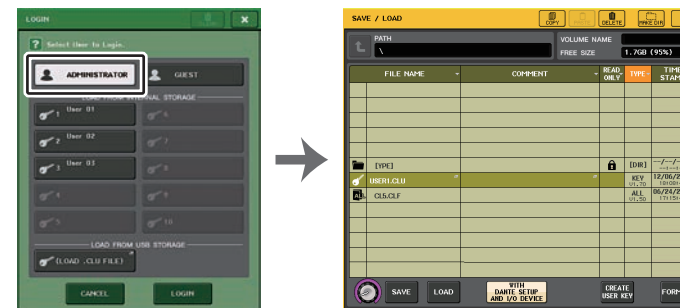 LOGIN
Select User to Login.
ADMINISTRATOR GUEST
LOAD FROM INTERNAL STORAGE
1 User 01 6
2 User 02 7
3 User 03 8
4 9
5 10
LOAD FROM USB STORAGE
(LOAD .CLU FILE)
CANCEL LOGIN
SAVE / LOAD
COPY DELETE MAKE DIR
PATH
\
VOLUME NAME
FREE SIZE 1.7GB (95%)
FILE NAME COMMENT READ ONLY TYPE TIME STAM
[YPE] [DIR] --/--/-
USER1.CLU KEY V1.70 12/06/2
CL5.CLF ALL V1.50 06/24/2
SAVE LOAD WITH DANTE SETUP AND I/O DEVICE CREATE USER KEY FORM